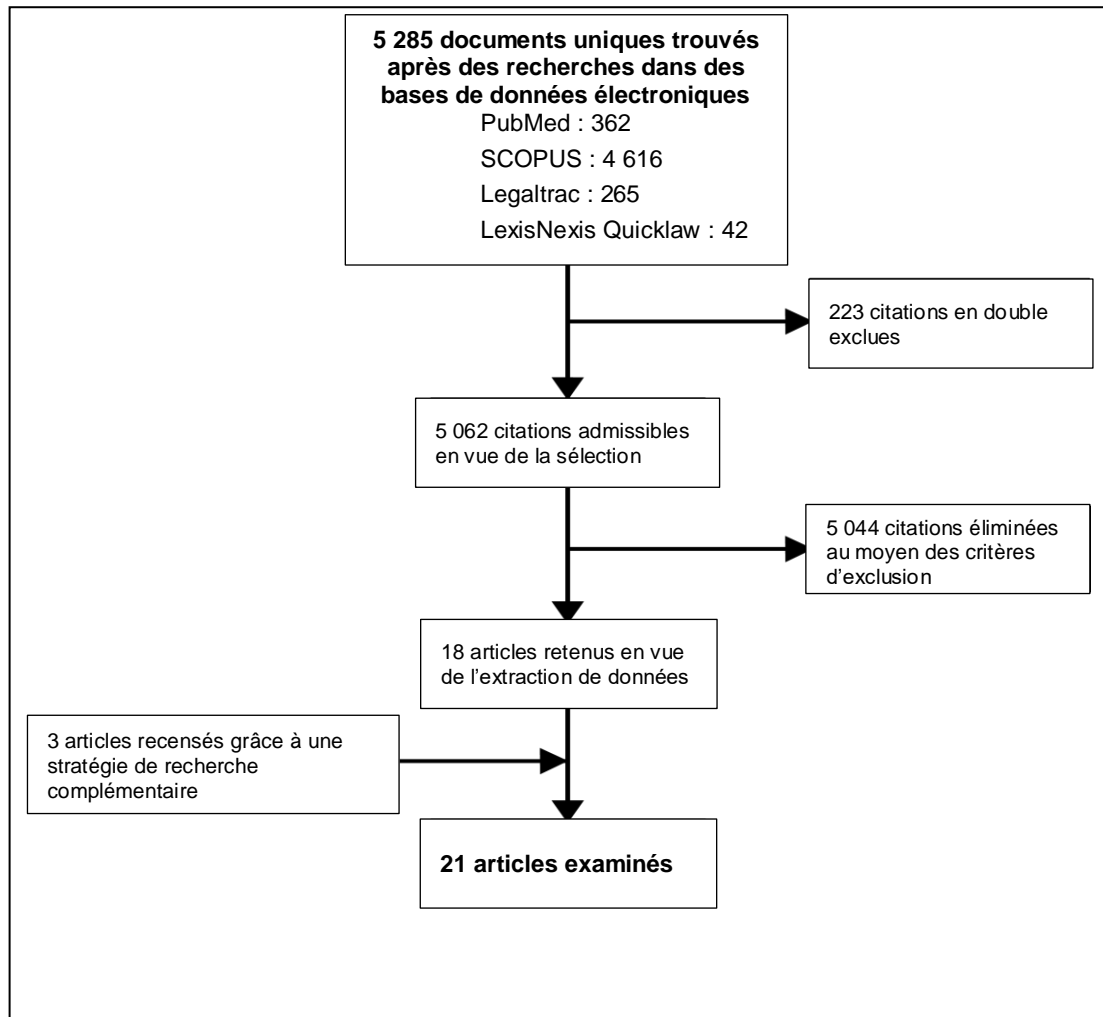 5 285 documents uniques trouvés
après des recherches dans des
bases de données électroniques
PubMed : 362
SCOPUS : 4 616
Legaltrac : 265
LexisNexis Quicklaw : 42
223 citations en double
exclues
5 062 citations admissibles
en vue de la sélection
5 044 citations éliminées
au moyen des critères
d’exclusion
18 articles retenus en vue
de l’extraction de données
3 articles recensés grâce à une
stratégie de recherche
complémentaire
21 articles examinés